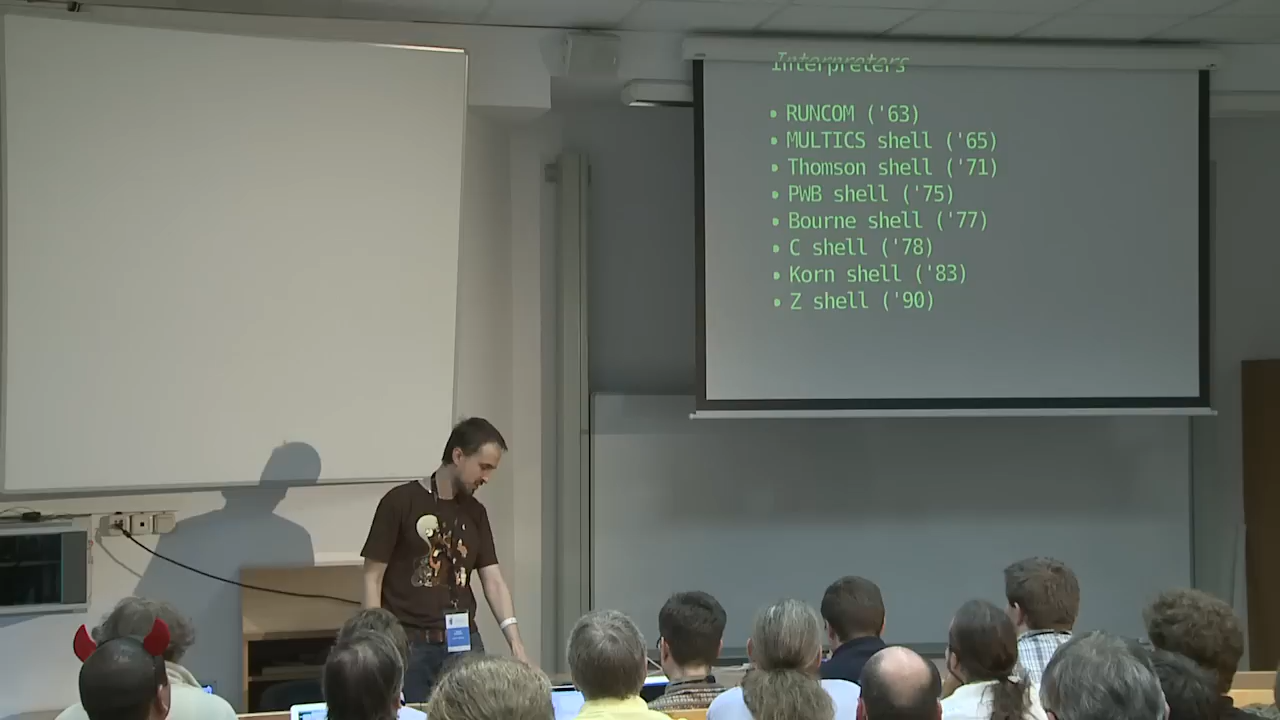 Interpreters
• RUNCOM ('63)
• MULTICS shell ('65)
• Thomson shell ('71)
• PWB shell ('75)
• Bourne shell ('77)
• C shell ('78)
• Korn shell ('83)
• Z shell ('90)